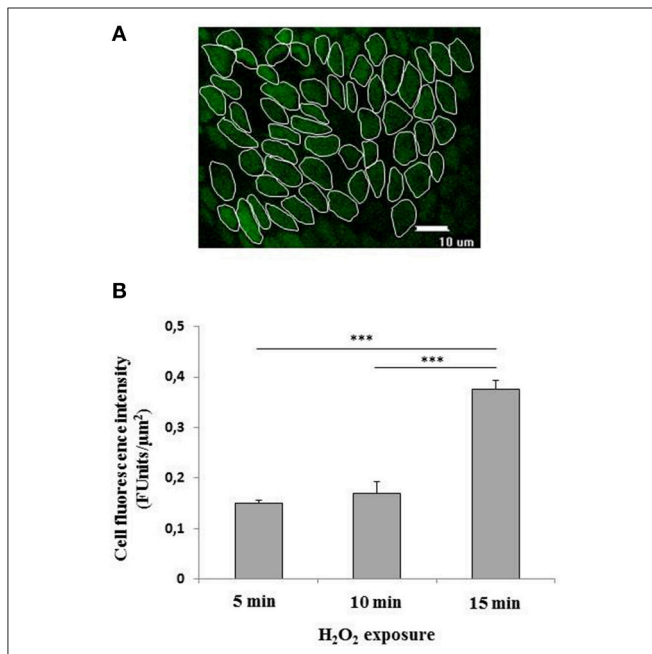 A
10 um
B
0,5
0,4
0,3
0,2
0,1
0
Cell fluorescence intensity
(FUnits/µm²)
***
***
5 min 10 min 15 min
H₂O₂ exposure